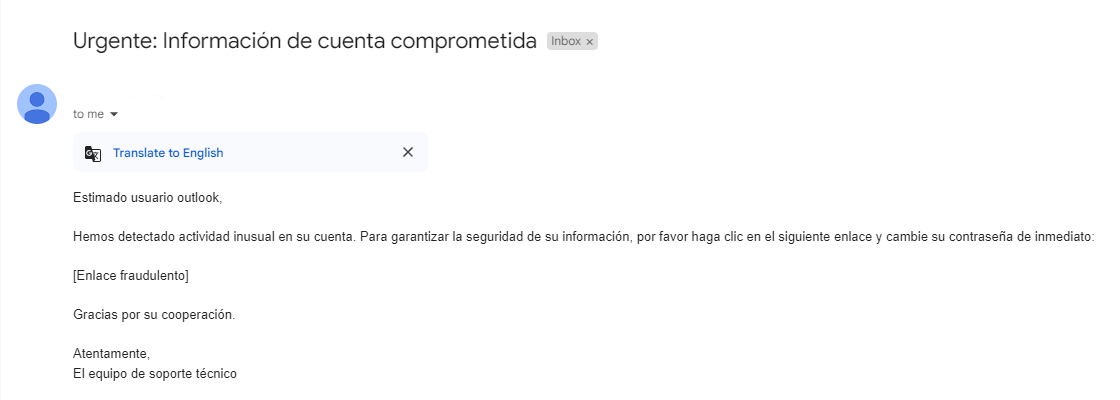 Urgente: Información de cuenta comprometida Inbox ×
to me
Translate to English
Estimado usuario outlook,
Hemos detectado actividad inusual en su cuenta. Para garantizar la seguridad de su información, por favor haga clic en el siguiente enlace y cambie su contraseña de inmediato:
[Enlace fraudulento]
Gracias por su cooperación.
Atentamente,
El equipo de soporte técnico